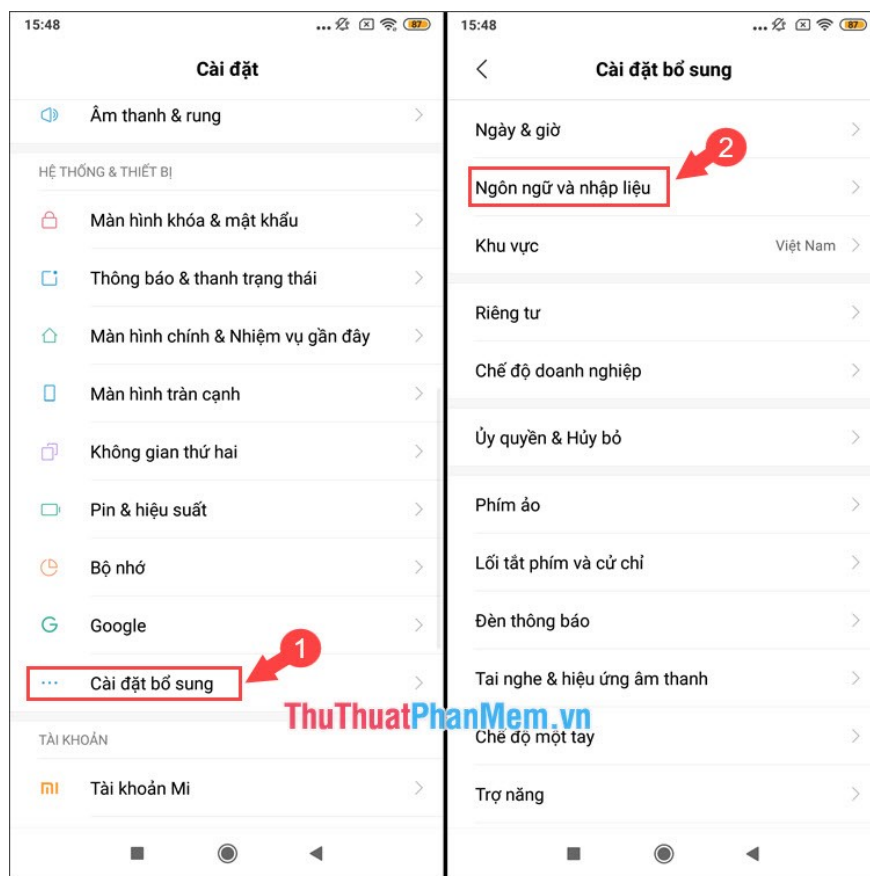 15:48
87
Cài đặt
Âm thanh & rung
HỆ THỐNG & THIẾT BỊ
Màn hình khóa & mật khẩu
Thông báo & thanh trạng thái
Màn hình chính & Nhiệm vụ gần đây
Màn hình tràn cạnh
Không gian thứ hai
Pin & hiệu suất
Bộ nhớ
Google
1
Cài đặt bổ sung
TÀI KHOẢN
Tài khoản Mi
15:48
87
Cài đặt bổ sung
Ngày & giờ
2
Ngôn ngữ và nhập liệu
Khu vực Việt Nam
Riêng tư
Chế độ doanh nghiệp
Ủy quyền & Hủy bỏ
Phím ảo
Lối tắt phím và cử chỉ
Đèn thông báo
Tai nghe & hiệu ứng âm thanh
ThuThuatPhanMem.vn
Chế độ một tay
Trợ năng